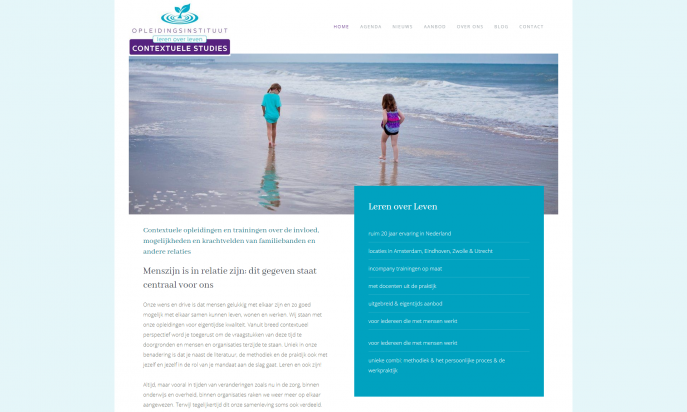 OPLEIDINGSINSTITUUT
leren over leven
CONTEXTUELE STUDIES
HOME AGENDA NIEUWS AANBOD OVER ONS BLOG CONTACT
Contextuele opleidingen en trainingen over de invloed,
mogelijkheden en krachtvelden van familiebanden en
andere relaties
Menszijn is in relatie zijn: dit gegeven staat
centraal voor ons
Onze wens en drive is dat mensen gelukkig met elkaar zijn en zo goed
mogelijk met elkaar samen kunnen leven, wonen en werken. Wij staan met
onze opleidingen voor eigentijdse kwaliteit. Vanuit breed contextueel
perspectief word je toegerust om de vraagstukken van deze tijd te
doorgronden en mensen en organisaties terzijde te staan. Uniek in onze
benadering is dat je naast de literatuur, de methodiek en de praktijk ook met
jezelf en jezelf in de rol van je mandaat aan de slag gaat. Leren en ook zijn!
Altijd, maar vooral in tijden van veranderingen zoals nu in de zorg, binnen
onderwijs en overheid, binnen organisaties raken we weer meer op elkaar
aangewezen. Terwijl tegelijkertijd dit onze samenleving soms ook verdeeld.
Leren over Leven
ruim 20 jaar ervaring in Nederland
locaties in Amsterdam, Eindhoven, Zwolle & Utrecht
incompany trainingen op maat
met docenten uit de praktijk
uitgebreid & eigentijds aanbod
voor iedereen die met mensen werkt
voor iedereen die met mensen werkt
unieke combi: methodiek & het persoonlijke proces & de
werkpraktijk